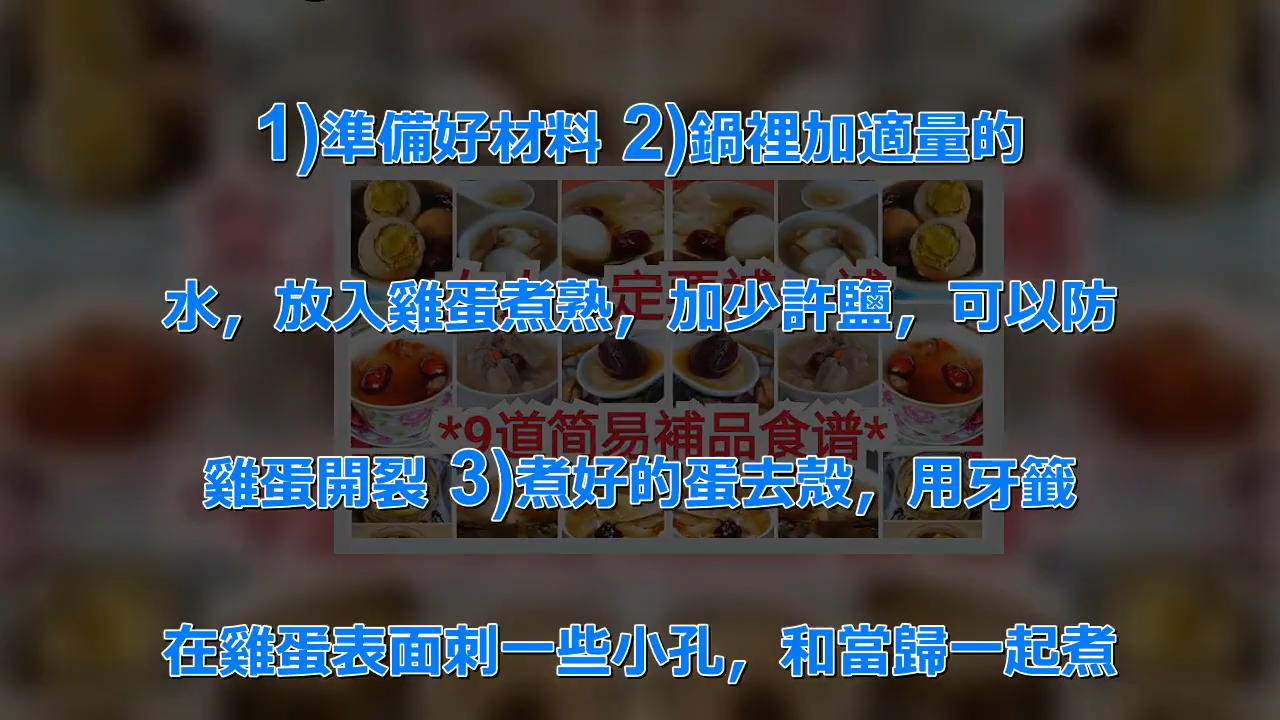 1)準備好材料 2)鍋裡加適量的
水，放入雞蛋煮熟，加少許鹽，可以防
*9道简易補品食谱*
雞蛋開裂 3)煮好的蛋去殼，用牙籤
在雞蛋表面刺一些小孔，和當歸一起煮